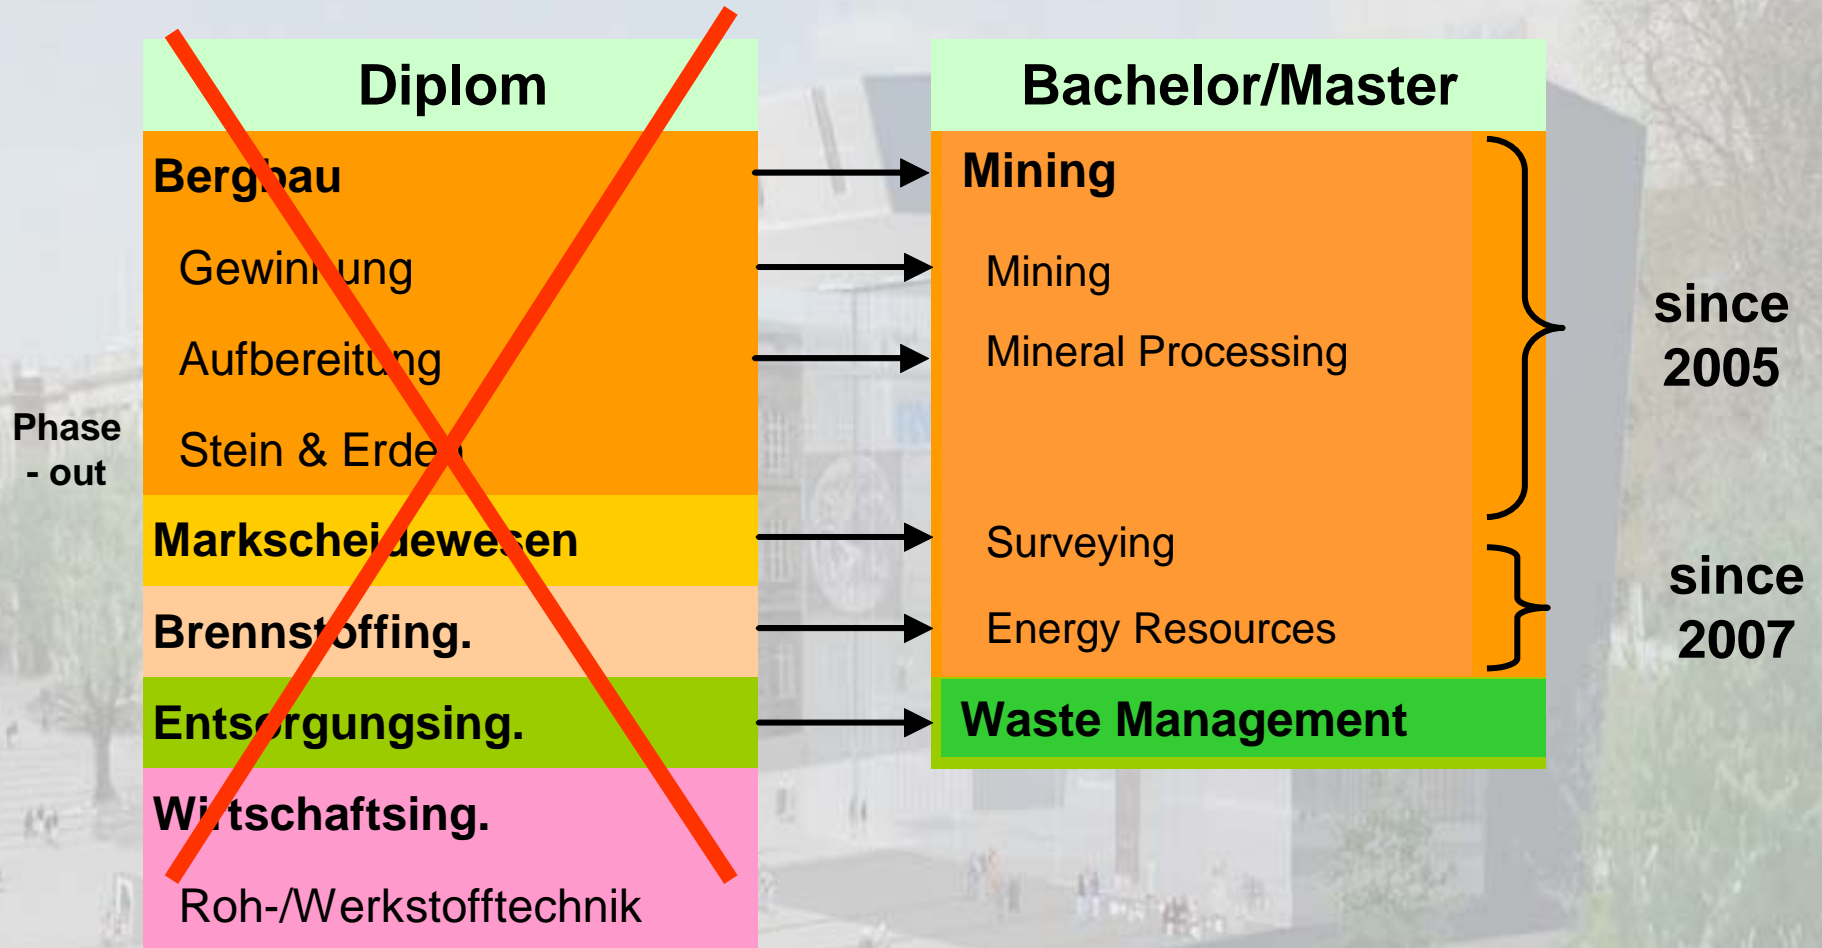 Diplom
Bergbau
Gewinnung
Aufbereitung
Stein & Erden
Markscheidewesen
Brennstoffing.
Entsorgungsing.
Wirtschaftsing.
Roh-/Werkstofftechnik
Phase
- out
Bachelor/Master
Mining
Mining
Mineral Processing
Surveying
Energy Resources
Waste Management
since
2005
since
2007